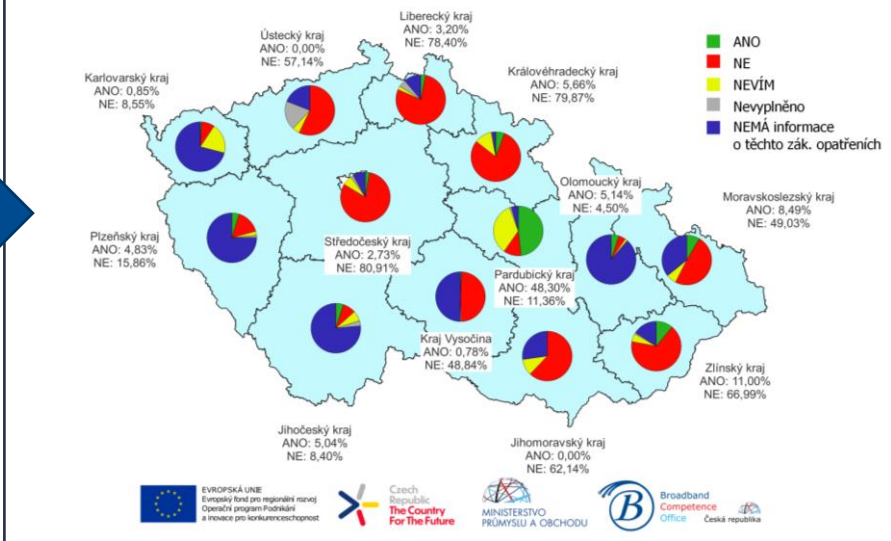 Liberecký kraj
ANO: 3,20%
NE: 78,40%
Ústecký kraj
ANO: 0,00%
NE: 57,14%
Karlovarský kraj
ANO: 0,85%
NE: 8,55%
Královéhradecký kraj
ANO: 5,66%
NE: 79,87%
ANO
NE
NEVÍM
Nevyplněno
NEMÁ informace
o těchto zák. opatřeních
Olomoucký kraj
ANO: 5,14%
NE: 4,50%
Moravskoslezský kraj
ANO: 8,49%
NE: 49,03%
Plzeňský kraj
ANO: 4,83%
NE: 15,86%
Středočeský kraj
ANO: 2,73%
NE: 80,91%
Pardubický kraj
ANO: 48,30%
NE: 11,36%
Kraj Vysočina
ANO: 0,78%
NE: 48,84%
Zlínský kraj
ANO: 11,00%
NE: 66,99%
Jihočeský kraj
ANO: 5,04%
NE: 8,40%
Jihomoravský kraj
ANO: 0,00%
NE: 62,14%
EVROPSKÁ UNIE
Evropský fond pro regionální rozvoj
Operační program Podnikání
a inovace pro konkurenceschopnost
Czech
Republic
The Country
For The Future
MINISTERSTVO
PRŮMYSLU A OBCHODU
B
Broadband
Competence
Office
Česká republika